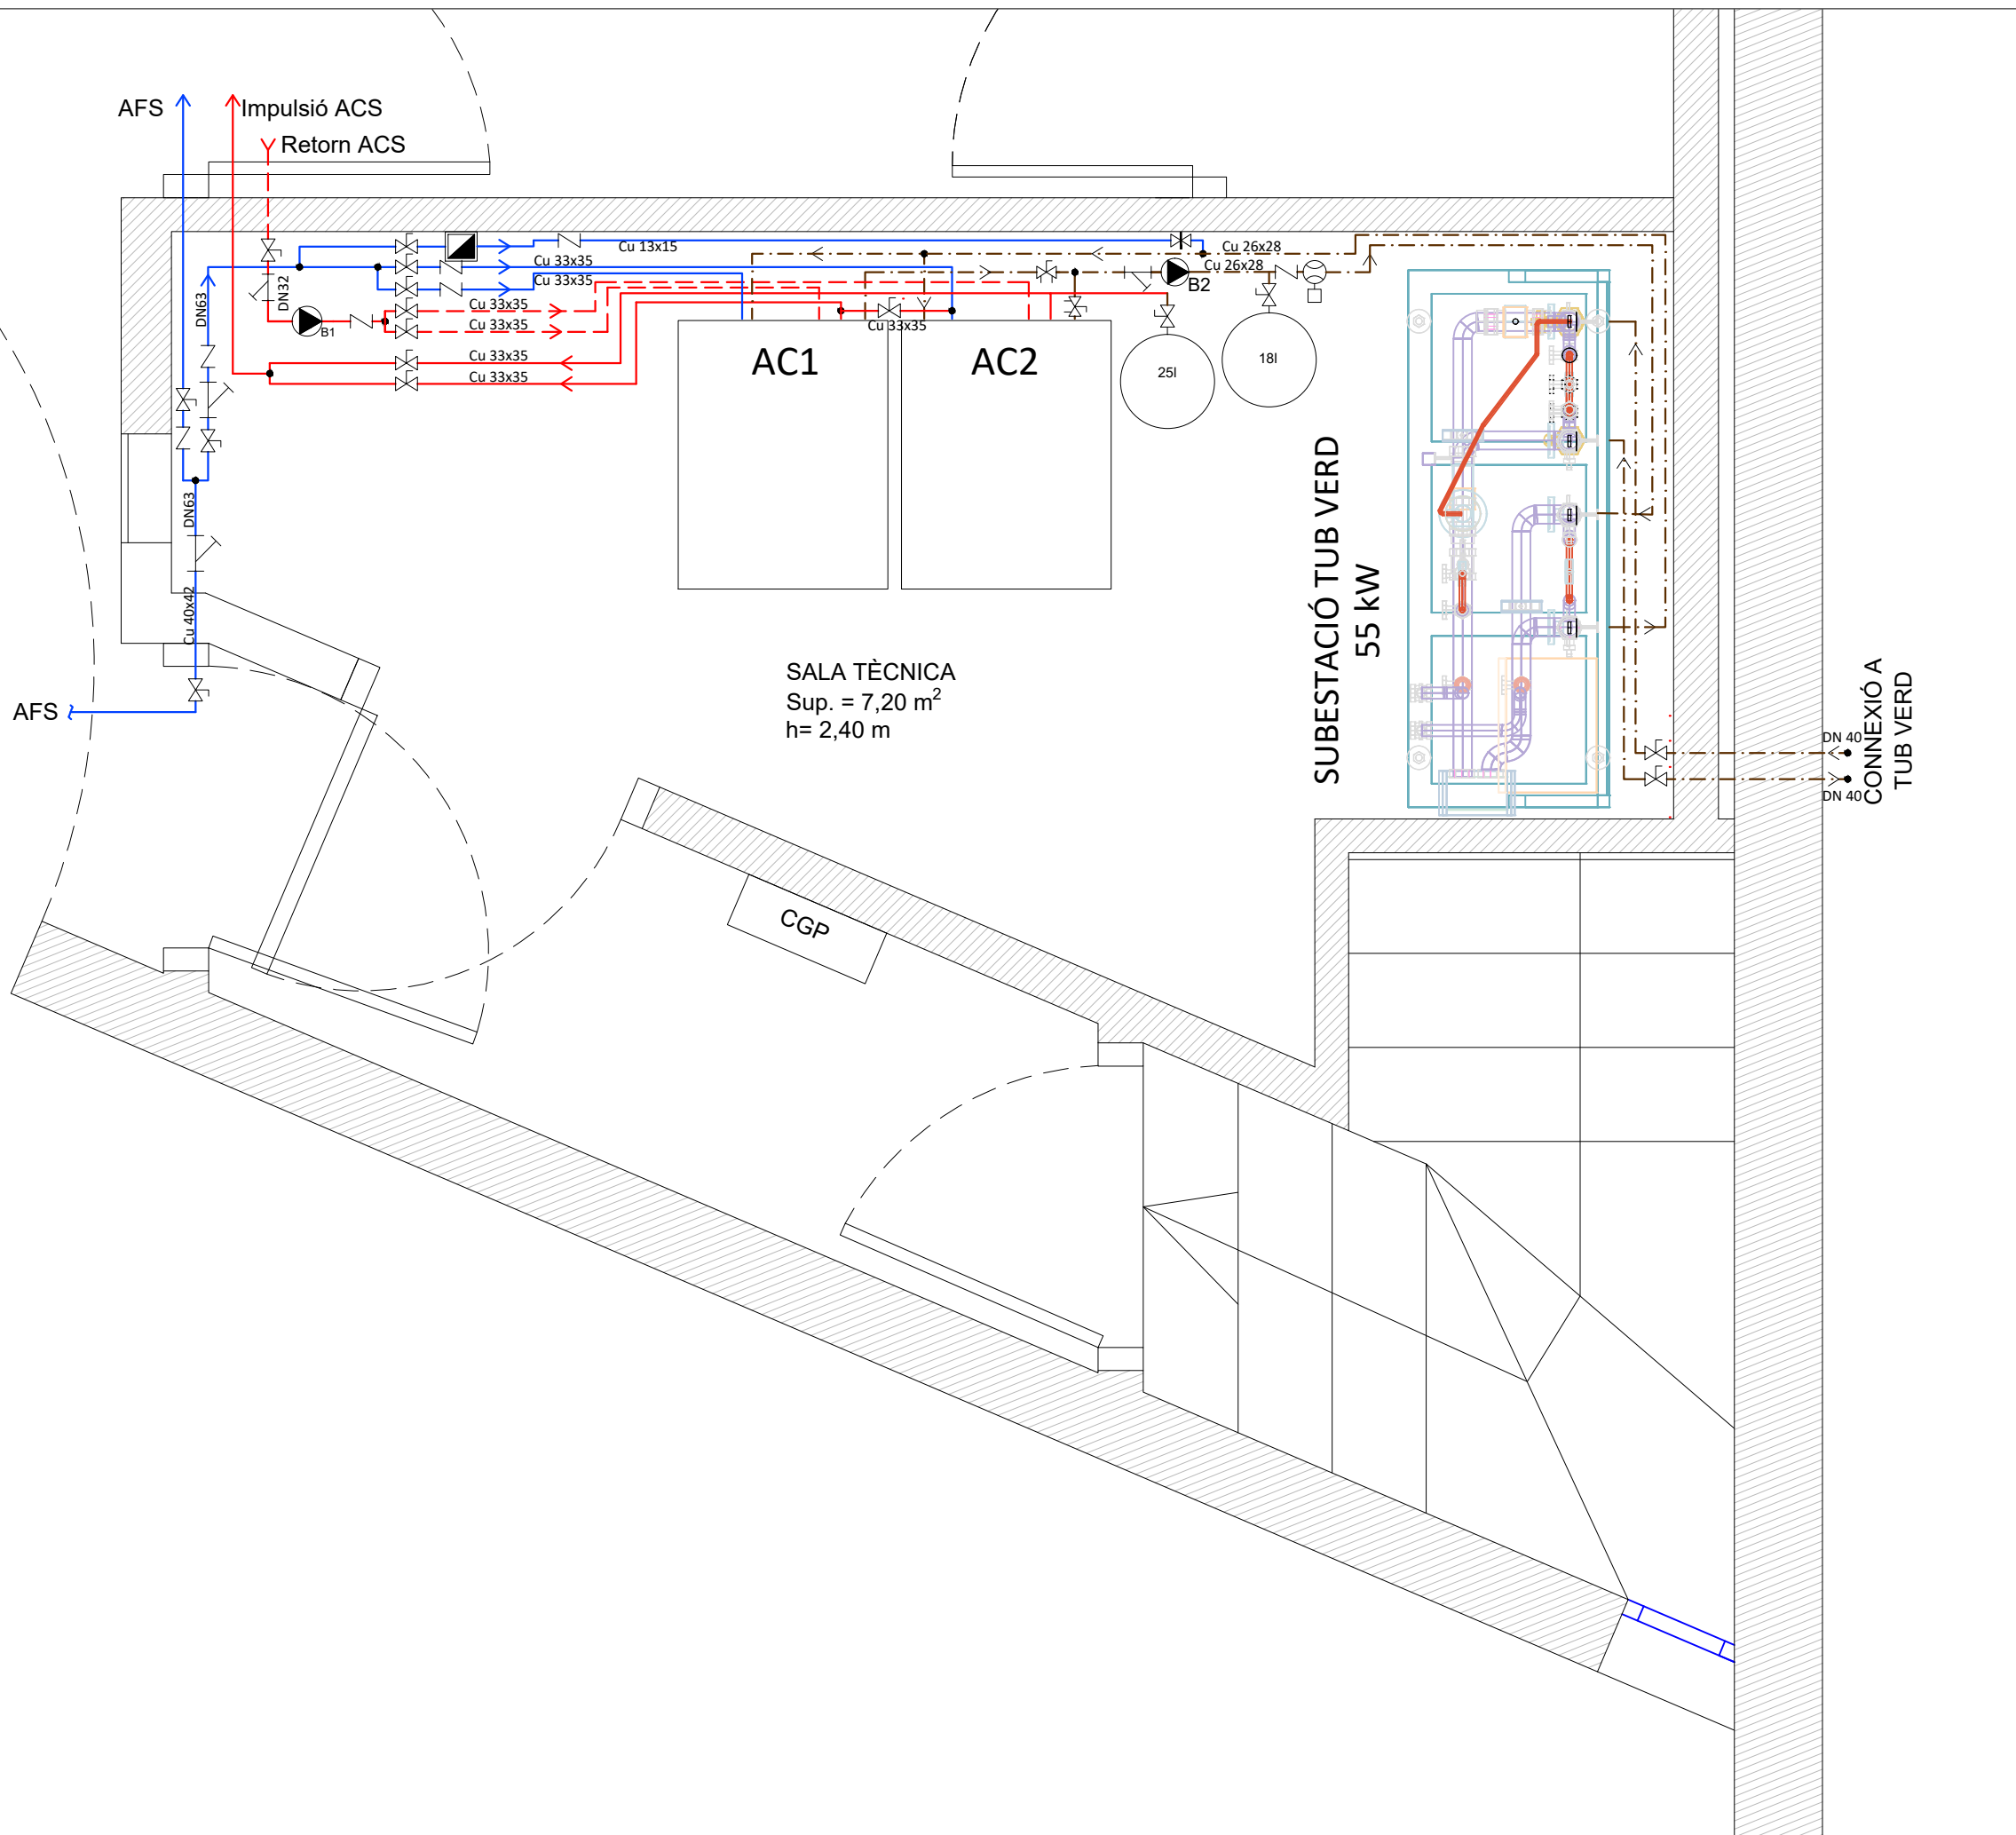 AFS
Impulsió ACS
Retorn ACS
Cu 13x15
Cu 33x35
Cu 33x35
Cu 26x28
Cu 26x28
DN63
DN32
B1
B2
Cu 33x35
Cu 33x35
Cu 33x35
Cu 33x35
Cu 33x35
AC1
AC2
25l
18l
DN63
Cu 40x42
AFS
SALA TÈCNICA
Sup. = 7,20 m²
h= 2,40 m
SUBESTACIÓ TUB VERD
55 kW
DN 40
DN 40
CONNEXIÓ A
TUB VERD
CGP